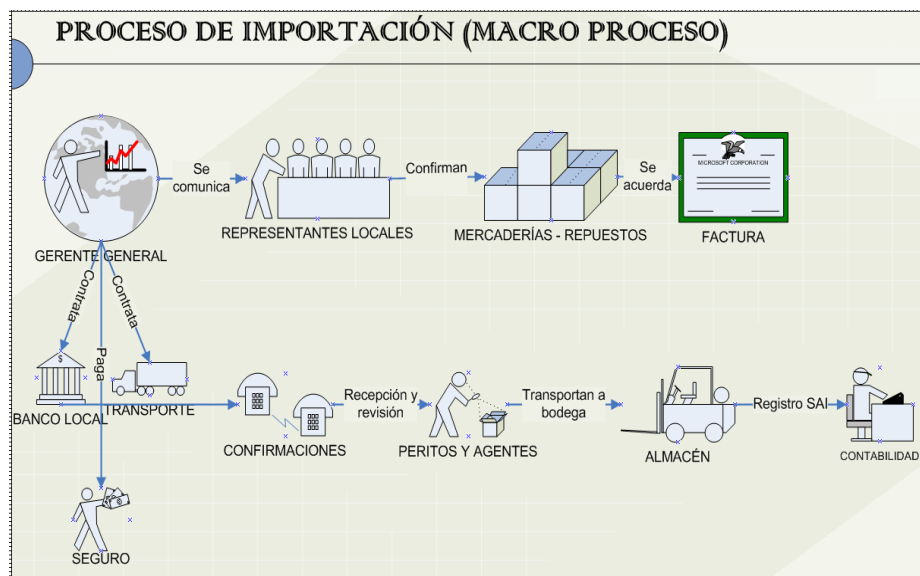 PROCESO DE IMPORTACIÓN (MACRO PROCESO)
Se
comunica
Confirman
Se
acuerda
MICROSOFT CORPORATION
GERENTE GENERAL
REPRESENTANTES LOCALES
MERCADERÍAS - REPUESTOS
FACTURA
Contrata
Contrata
Paga
$
BANCO LOCAL
TRANSPORTE
CONFIRMACIONES
Recepción y
revisión
PERITOS Y AGENTES
Transportan a
bodega
ALMACÉN
Registro SAI
CONTABILIDAD
SEGURO